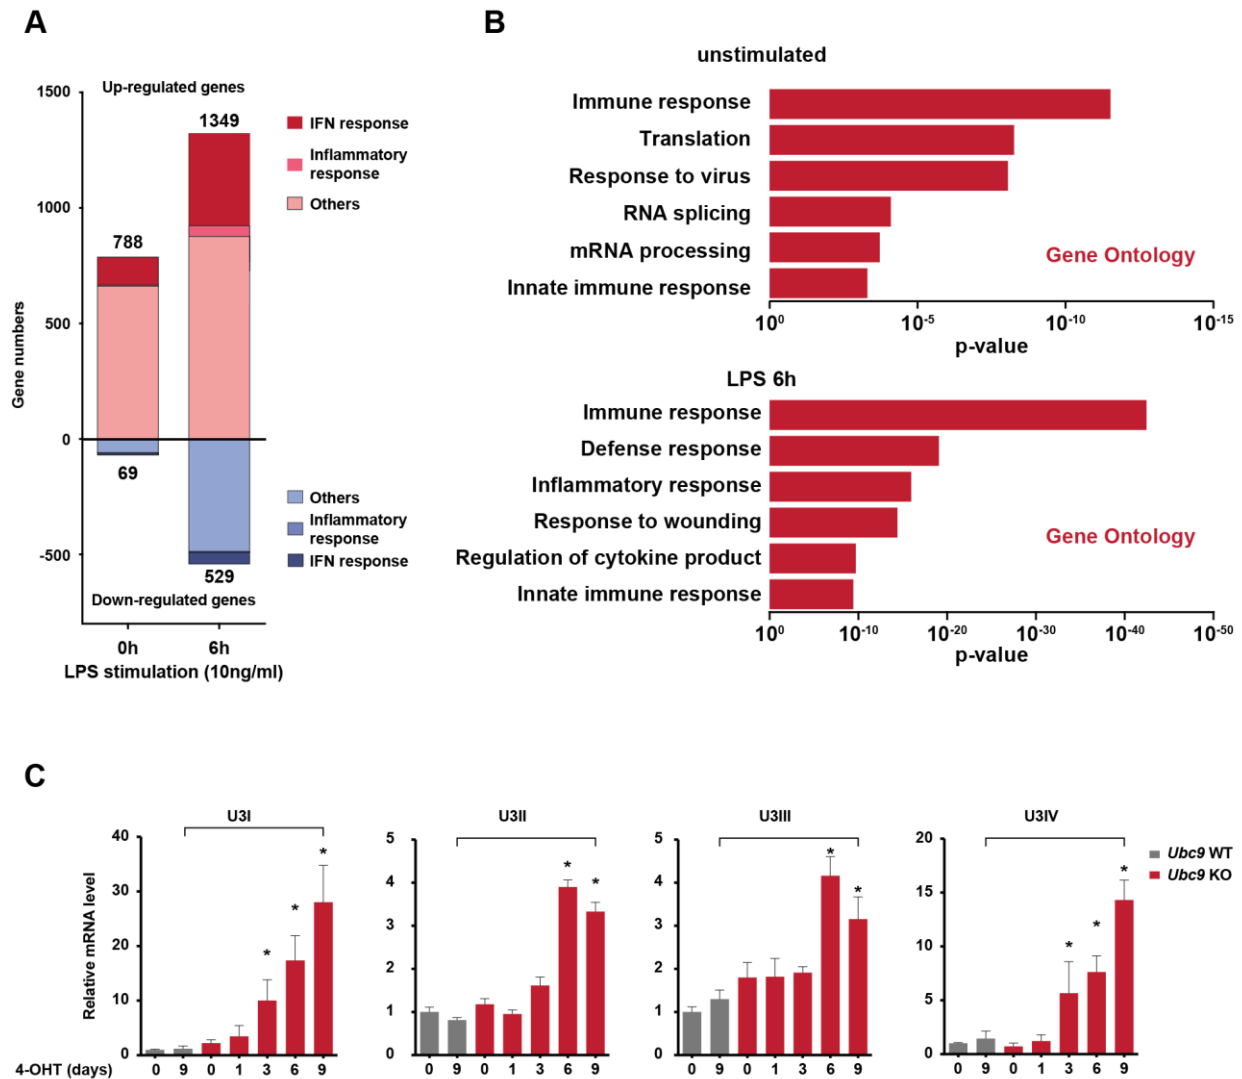 A
Up-regulated genes
1500
1349
1000
788
500
0
69
-500
529
Down-regulated genes
Gene numbers
0h
6h
LPS stimulation (10ng/ml)
IFN response
Inflammatory
response
Others
Others
Inflammatory
response
IFN response
B
unstimulated
Immune response
Translation
Response to virus
RNA splicing
mRNA processing
Innate immune response
Gene Ontology
10⁰ 10⁻⁵ 10⁻¹⁰ 10⁻¹⁵
p-value
LPS 6h
Immune response
Defense response
Inflammatory response
Response to wounding
Regulation of cytokine product
Innate immune response
Gene Ontology
10⁰ 10⁻¹⁰ 10⁻²⁰ 10⁻³⁰ 10⁻⁴⁰ 10⁻⁵⁰
p-value
C
Relative mRNA level
U3I
40
30
20
10
0
* * *
0 9 0 1 3 6 9
U3II
5
4
3
2
1
0
* *
0 9 0 1 3 6 9
U3III
5
4
3
2
1
0
* *
0 9 0 1 3 6 9
U3IV
20
15
10
5
0
* * *
0 9 0 1 3 6 9
4-OHT (days)
Ubc9 WT
Ubc9 KO